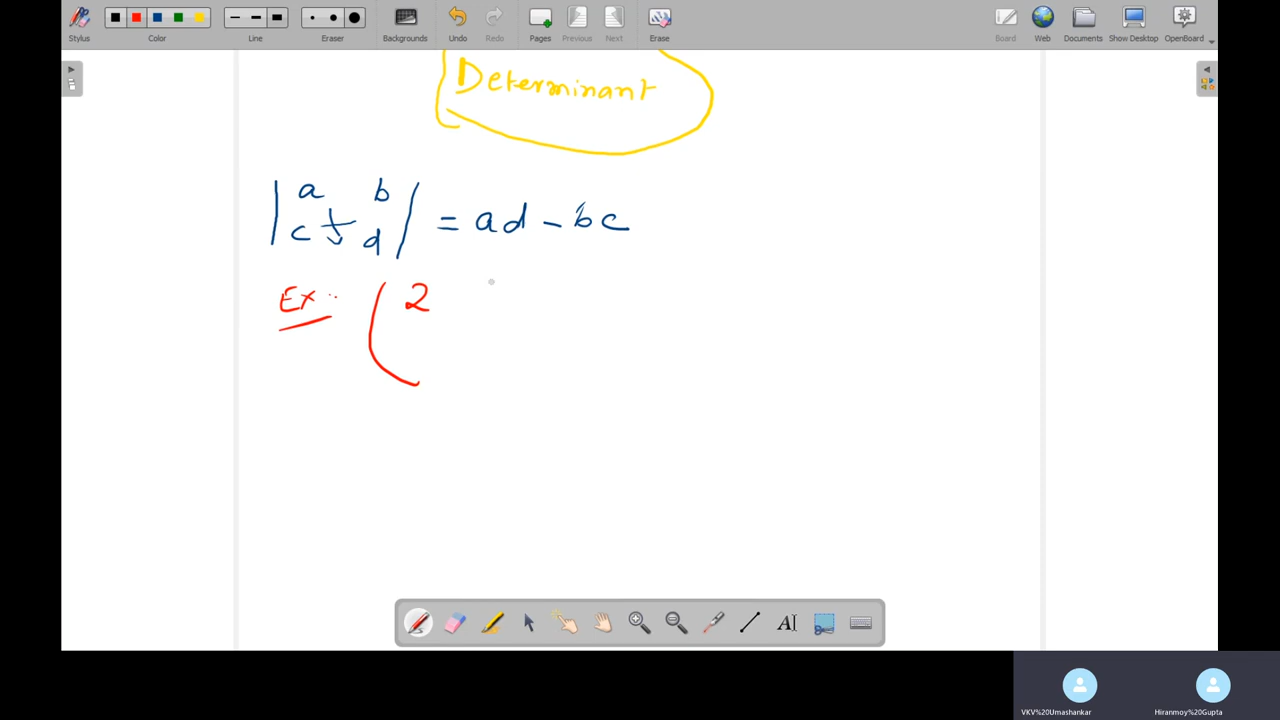 Stylus Color Line Eraser Backgrounds Undo Redo Pages Previous Next Erase Board Web Documents Show Desktop OpenBoard
Determinant
| a b |
| c d | = ad - bc
Ex:- ( 2
VKV%20Umashankar Hiranmoy%20Gupta